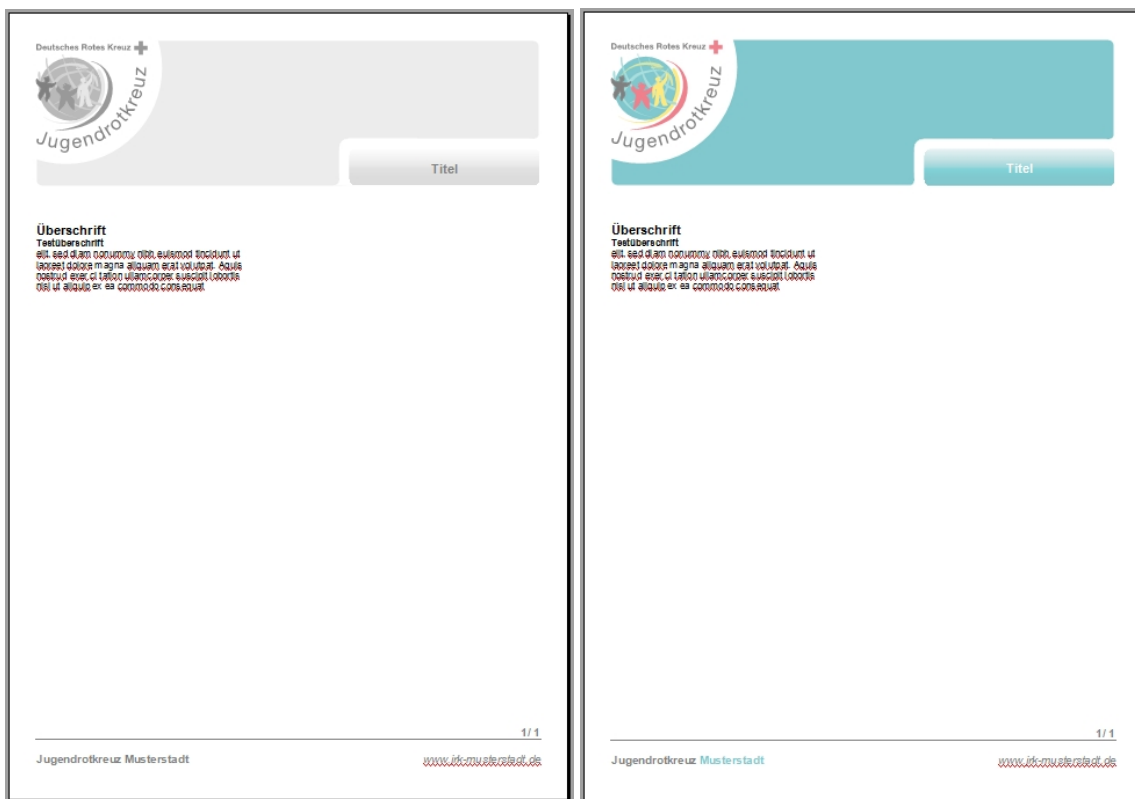 Deutsches Rotes Kreuz
Jugendrotkreuz
Titel
Überschrift
Testüberschrift
elit. sed diam nonummy nibh euismod tincidunt ut
laoreet dolore magna aliquam erat volutpat. Aquis
nostrud exer. ci tation ullamcorper suscipit lobortis
nisl ut aliquip ex ea commodo consequat
1/ 1
Jugendrotkreuz Musterstadt
www.jrk-musterstadt.de
Deutsches Rotes Kreuz
Jugendrotkreuz
Titel
Überschrift
Testüberschrift
elit. sed diam nonummy nibh euismod tincidunt ut
laoreet dolore magna aliquam erat volutpat. Aquis
nostrud exer. ci tation ullamcorper suscipit lobortis
nisl ut aliquip ex ea commodo consequat
1/ 1
Jugendrotkreuz Musterstadt
www.jrk-musterstadt.de